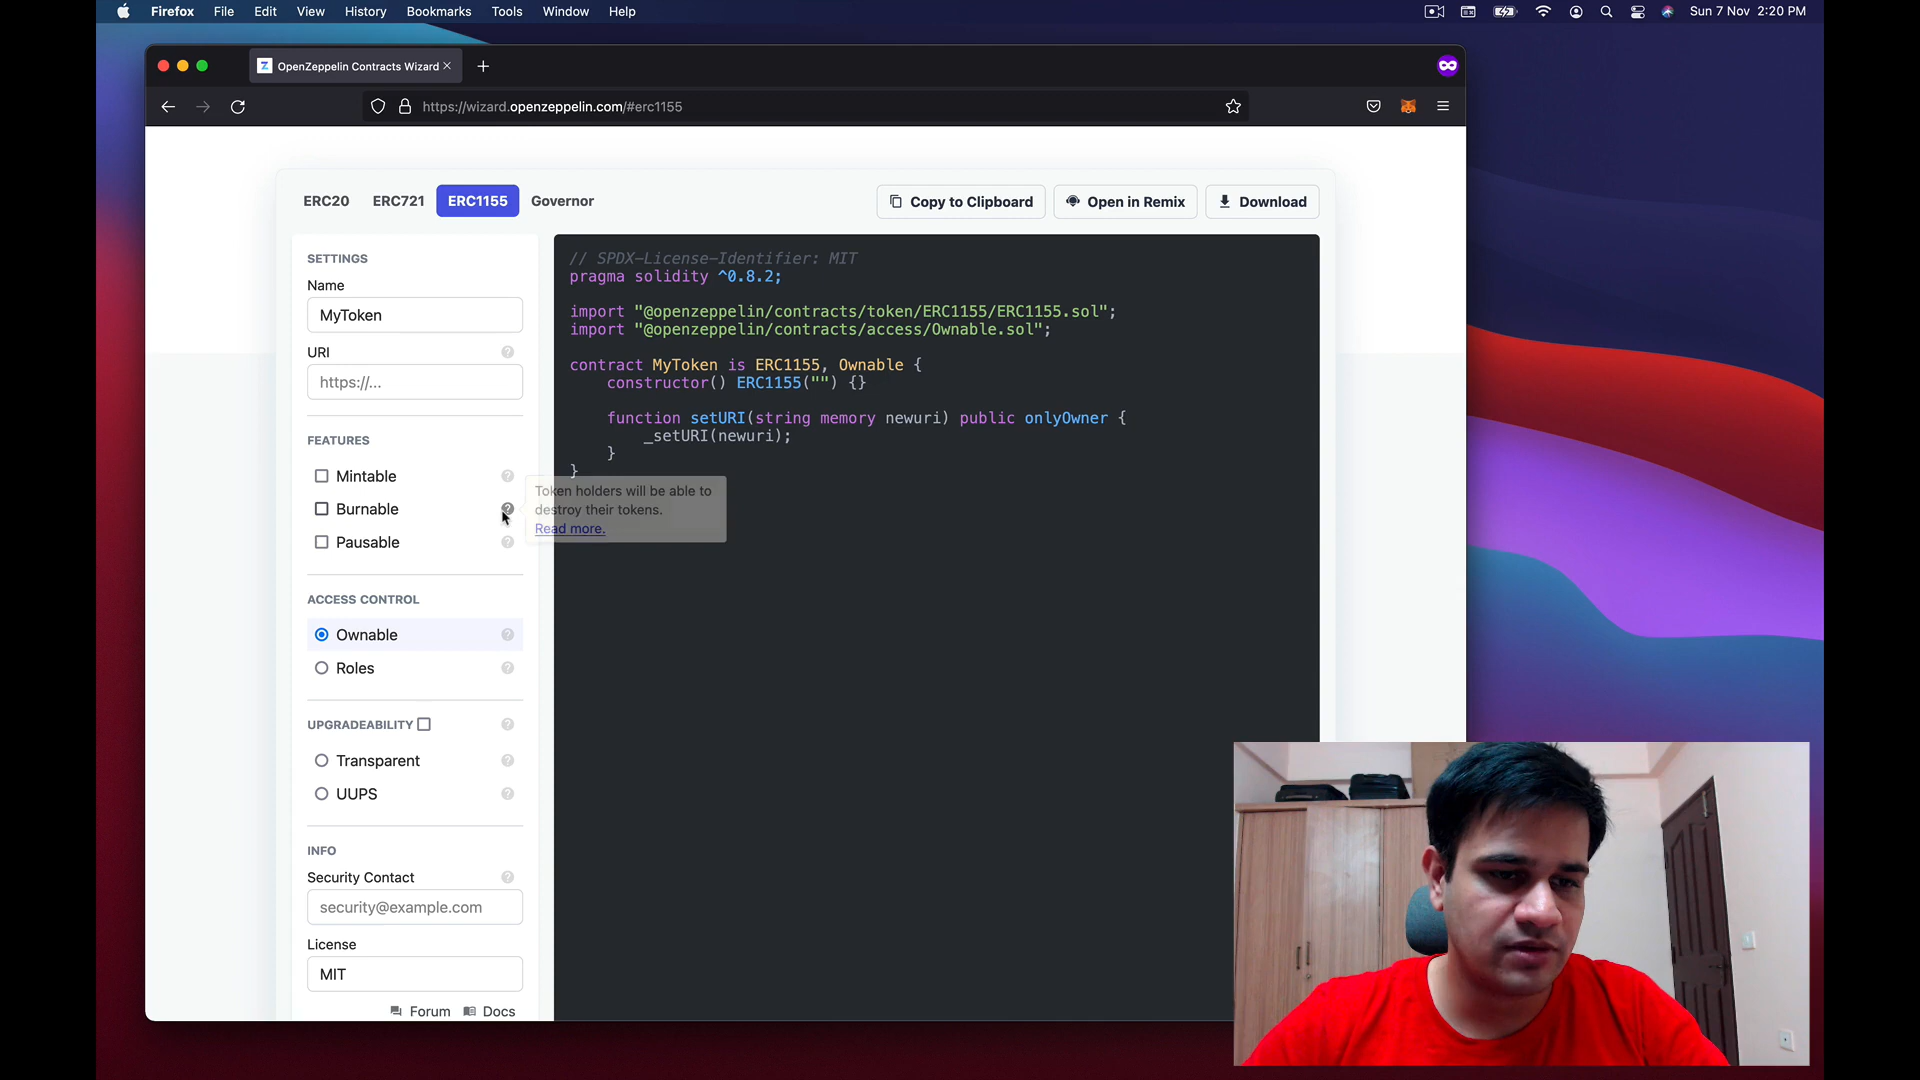 Firefox File Edit View History Bookmarks Tools Window Help
Sun 7 Nov 2:20 PM
OpenZeppelin Contracts Wizard
https://wizard.openzeppelin.com/#erc1155
ERC20 ERC721 ERC1155 Governor
Copy to Clipboard Open in Remix Download
SETTINGS
Name
MyToken
URI ?
https://...
FEATURES
Mintable ?
Burnable ?
Pausable ?
ACCESS CONTROL
Ownable ?
Roles ?
UPGRADEABILITY ?
Transparent ?
UUPS ?
INFO
Security Contact ?
security@example.com
License
MIT
Forum Docs
// SPDX-License-Identifier: MIT
pragma solidity ^0.8.2;
import "@openzeppelin/contracts/token/ERC1155/ERC1155.sol";
import "@openzeppelin/contracts/access/Ownable.sol";
contract MyToken is ERC1155, Ownable {
constructor() ERC1155("") {}
function setURI(string memory newuri) public onlyOwner {
_setURI(newuri);
}
}
Token holders will be able to
destroy their tokens.
Read more.